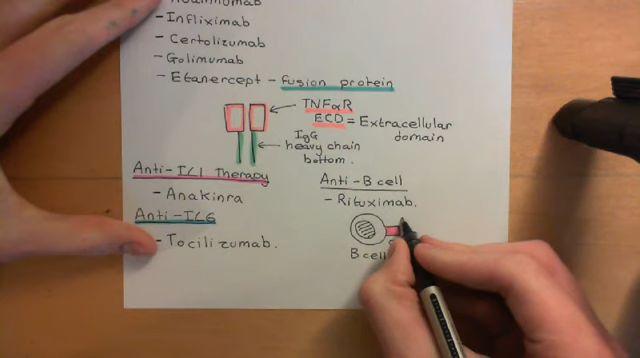 - Infliximab
- Certolizumab
- Golimumab
- Etanercept - fusion protein
TNFαR
ECD = Extracellular domain
IgG
heavy chain
bottom.
Anti-IL1 Therapy
- Anakinra
Anti-IL6
- Tocilizumab.
Anti-B cell
- Rituximab.
B cell